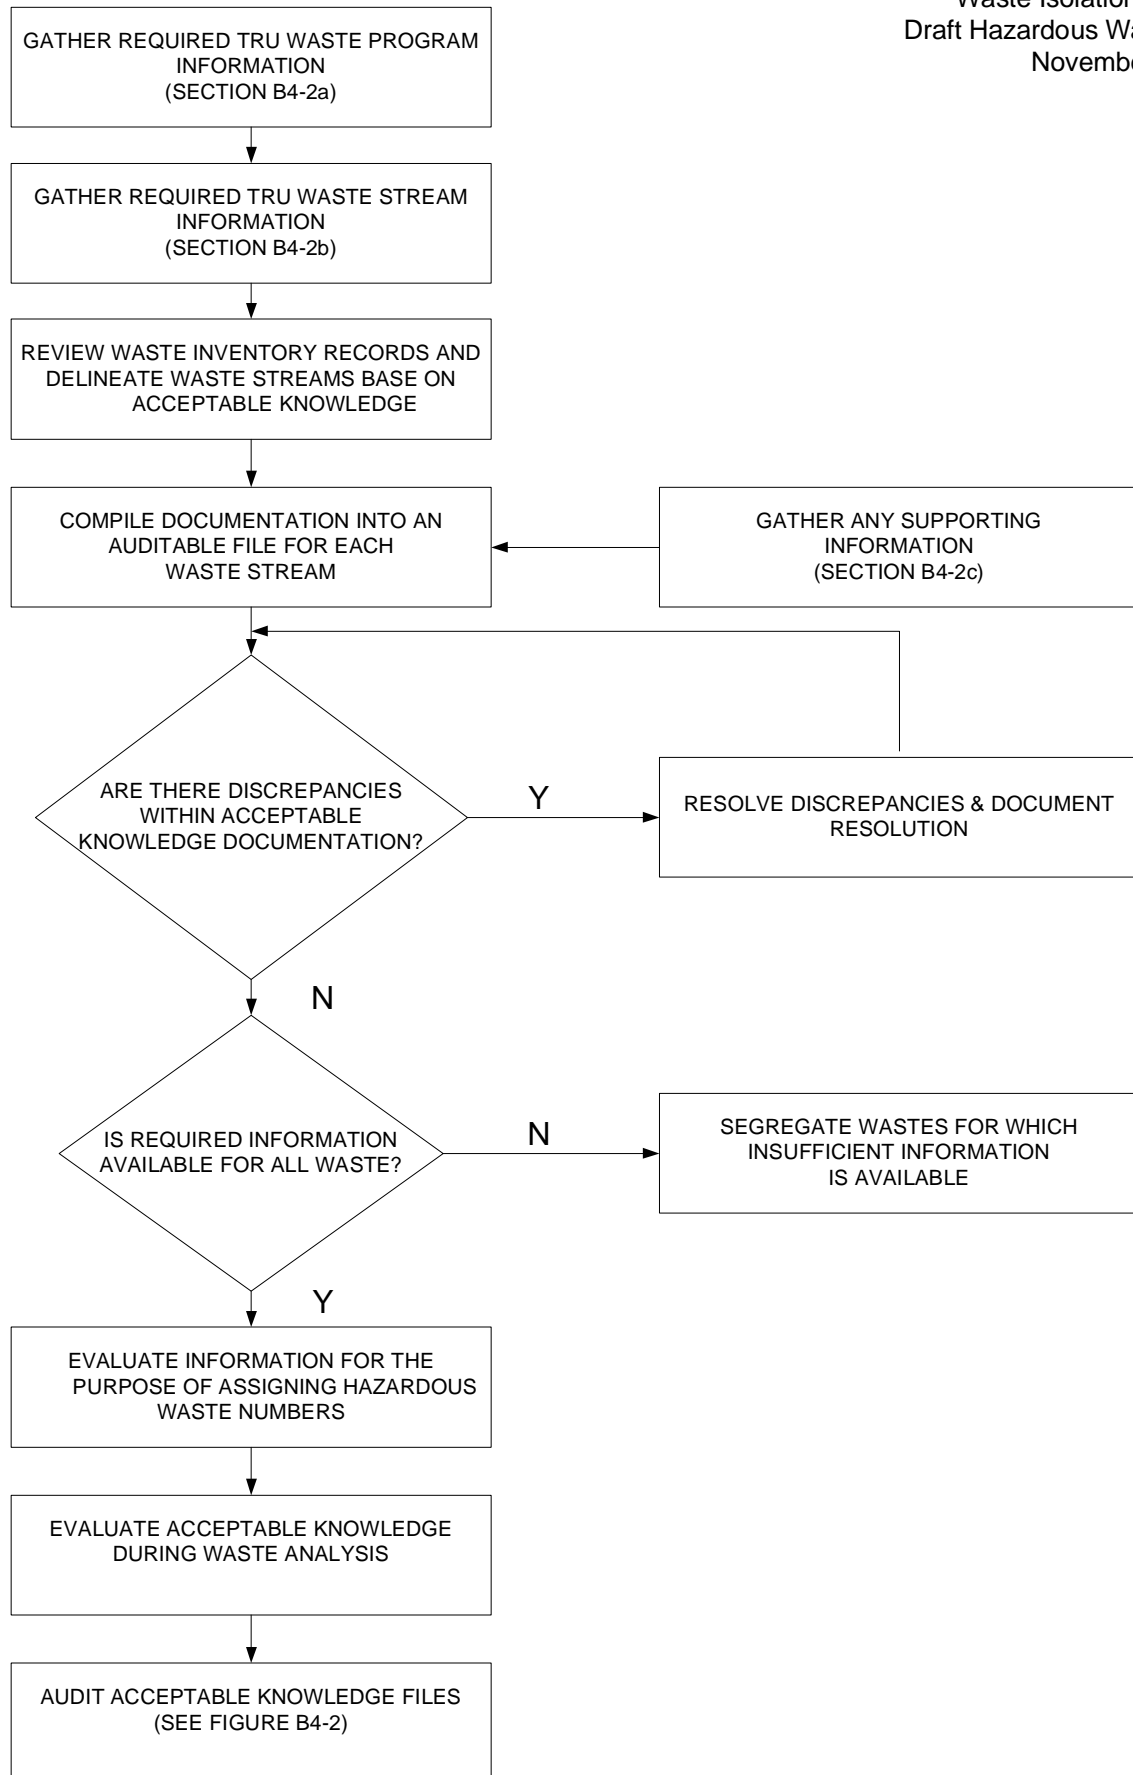 Waste Isolation
Draft Hazardous
GATHER REQUIRED TRU WASTE PROGRAM
INFORMATION
(SECTION B4-2a)
GATHER REQUIRED TRU WASTE STREAM
INFORMATION
(SECTION B4-2b)
REVIEW WASTE INVENTORY RECORDS AND
DELINEATE WASTE STREAMS BASE ON
ACCEPTABLE KNOWLEDGE
COMPILE DOCUMENTATION INTO AN
AUDITABLE FILE FOR EACH
WASTE STREAM
GATHER ANY SUPPORTING
INFORMATION
(SECTION B4-2c)
ARE THERE DISCREPANCIES
WITHIN ACCEPTABLE
KNOWLEDGE DOCUMENTATION?
Y
RESOLVE DISCREPANCIES & DOCUMENT
RESOLUTION
N
IS REQUIRED INFORMATION
AVAILABLE FOR ALL WASTE?
N
SEGREGATE WASTES FOR WHICH
INSUFFICIENT INFORMATION
IS AVAILABLE
Y
EVALUATE INFORMATION FOR THE
PURPOSE OF ASSIGNING HAZARDOUS
WASTE NUMBERS
EVALUATE ACCEPTABLE KNOWLEDGE
DURING WASTE ANALYSIS
AUDIT ACCEPTABLE KNOWLEDGE FILES
(SEE FIGURE B4-2)